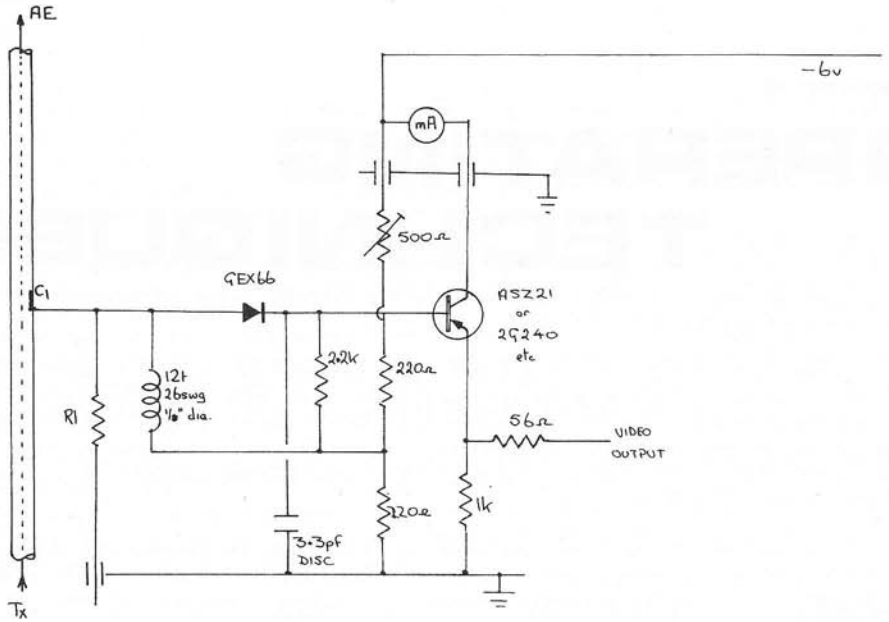 AE
-6v
mA
500Ω
C1
GEX66
ASZ21
or
2G240
etc
12t
26swg
1/8" dia.
2.2k
220Ω
R1
56Ω
VIDEO
OUTPUT
220Ω
1k
3.3pf
DISC
Tx